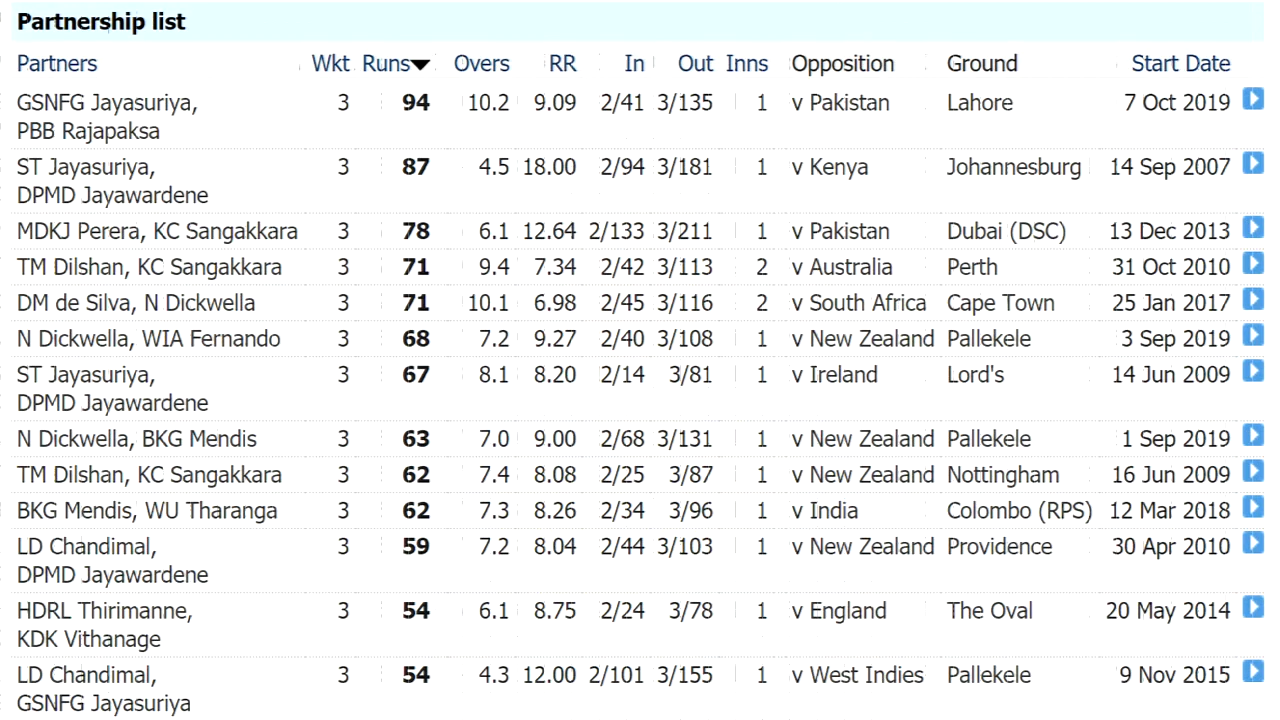 Partnership list
Partners Wkt Runs Overs RR In Out Inns Opposition Ground Start Date
GSNFG Jayasuriya, 3 94 10.2 9.09 2/41 3/135 1 v Pakistan Lahore 7 Oct 2019
PBB Rajapaksa
ST Jayasuriya, 3 87 4.5 18.00 2/94 3/181 1 v Kenya Johannesburg 14 Sep 2007
DPMD Jayawardene
MDKJ Perera, KC Sangakkara 3 78 6.1 12.64 2/133 3/211 1 v Pakistan Dubai (DSC) 13 Dec 2013
TM Dilshan, KC Sangakkara 3 71 9.4 7.34 2/42 3/113 2 v Australia Perth 31 Oct 2010
DM de Silva, N Dickwella 3 71 10.1 6.98 2/45 3/116 2 v South Africa Cape Town 25 Jan 2017
N Dickwella, WIA Fernando 3 68 7.2 9.27 2/40 3/108 1 v New Zealand Pallekele 3 Sep 2019
ST Jayasuriya, 3 67 8.1 8.20 2/14 3/81 1 v Ireland Lord's 14 Jun 2009
DPMD Jayawardene
N Dickwella, BKG Mendis 3 63 7.0 9.00 2/68 3/131 1 v New Zealand Pallekele 1 Sep 2019
TM Dilshan, KC Sangakkara 3 62 7.4 8.08 2/25 3/87 1 v New Zealand Nottingham 16 Jun 2009
BKG Mendis, WU Tharanga 3 62 7.3 8.26 2/34 3/96 1 v India Colombo (RPS) 12 Mar 2018
LD Chandimal, 3 59 7.2 8.04 2/44 3/103 1 v New Zealand Providence 30 Apr 2010
DPMD Jayawardene
HDRL Thirimanne, 3 54 6.1 8.75 2/24 3/78 1 v England The Oval 20 May 2014
KDK Vithanage
LD Chandimal, 3 54 4.3 12.00 2/101 3/155 1 v West Indies Pallekele 9 Nov 2015
GSNFG Jayasuriya